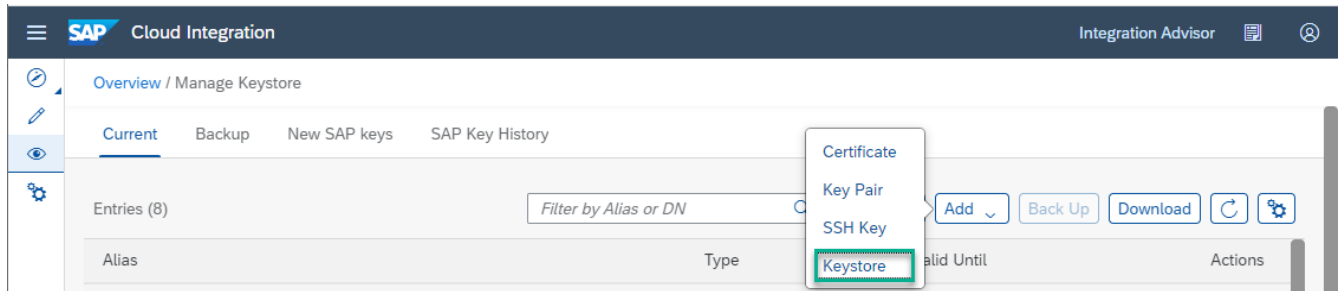 SAP Cloud Integration Integration Advisor
Overview / Manage Keystore
Current Backup New SAP keys SAP Key History
Certificate
Key Pair
SSH Key
Keystore
Entries (8) Filter by Alias or DN Add Back Up Download
Alias Type alid Until Actions